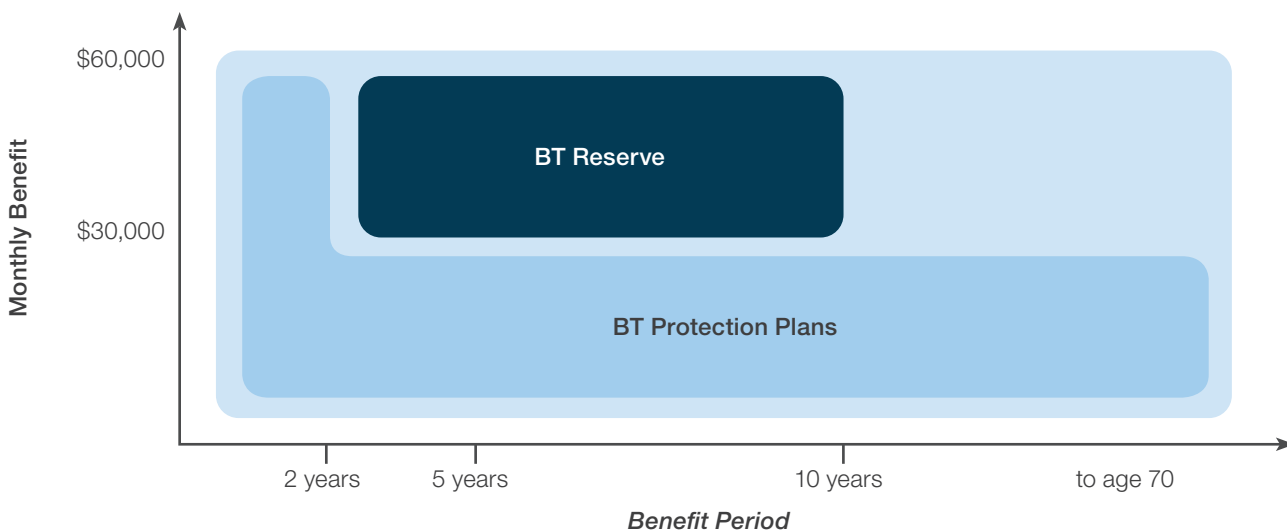 $60,000
BT Reserve
Monthly Benefit
$30,000
BT Protection Plans
2 years
5 years
10 years
to age 70
Benefit Period